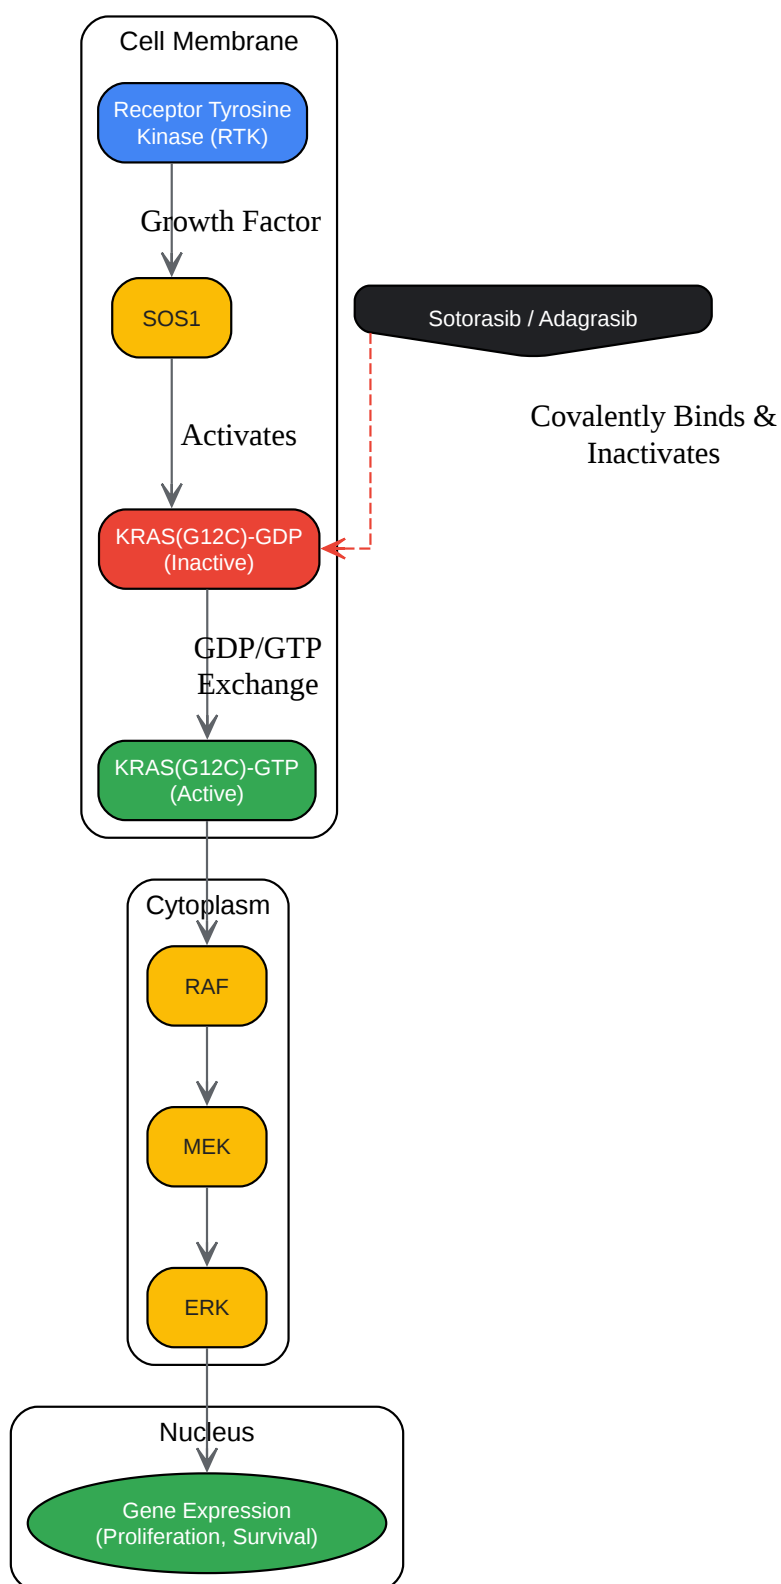 Cell Membrane
Receptor Tyrosine
Kinase (RTK)
Growth Factor
SOS1
Sotorasib / Adagrasib
Activates
Covalently Binds &
Inactivates
KRAS(G12C)-GDP
(Inactive)
GDP/GTP
Exchange
KRAS(G12C)-GTP
(Active)
Cytoplasm
RAF
MEK
ERK
Nucleus
Gene Expression
(Proliferation, Survival)